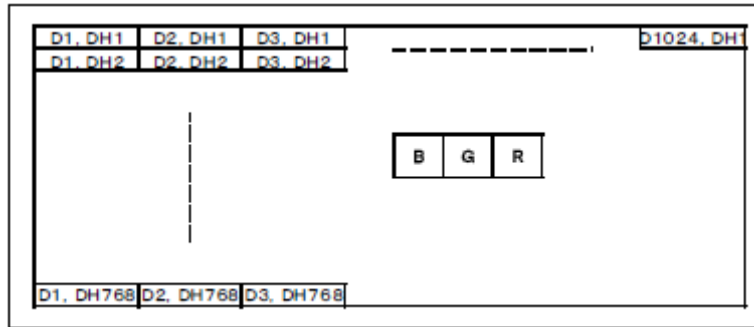 D1, DH1 D2, DH1 D3, DH1 D1024, DH1
D1, DH2 D2, DH2 D3, DH2
B G R
D1, DH768 D2, DH768 D3, DH768